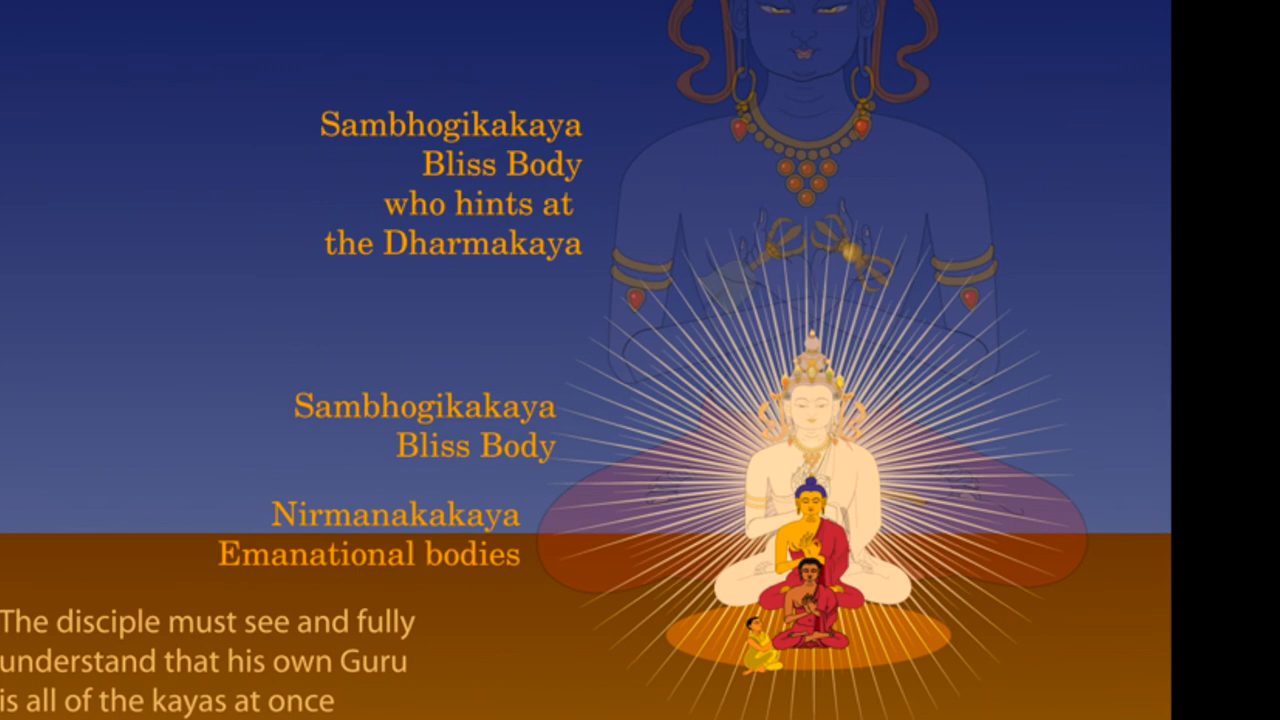 Sambhogikakaya
Bliss Body
who hints at
the Dharmakaya
Sambhogikakaya
Bliss Body
Nirmanakakaya
Emanational bodies
The disciple must see and fully
understand that his own Guru
is all of the kayas at once